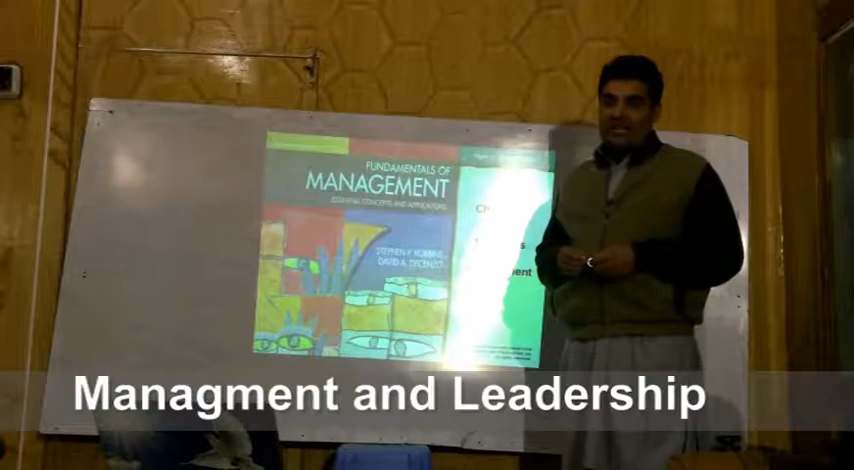 FUNDAMENTALS OF
MANAGEMENT
ESSENTIAL CONCEPTS AND APPLICATIONS
STEPHEN P. ROBBINS
DAVID A. DECENZO
Managment and Leadership